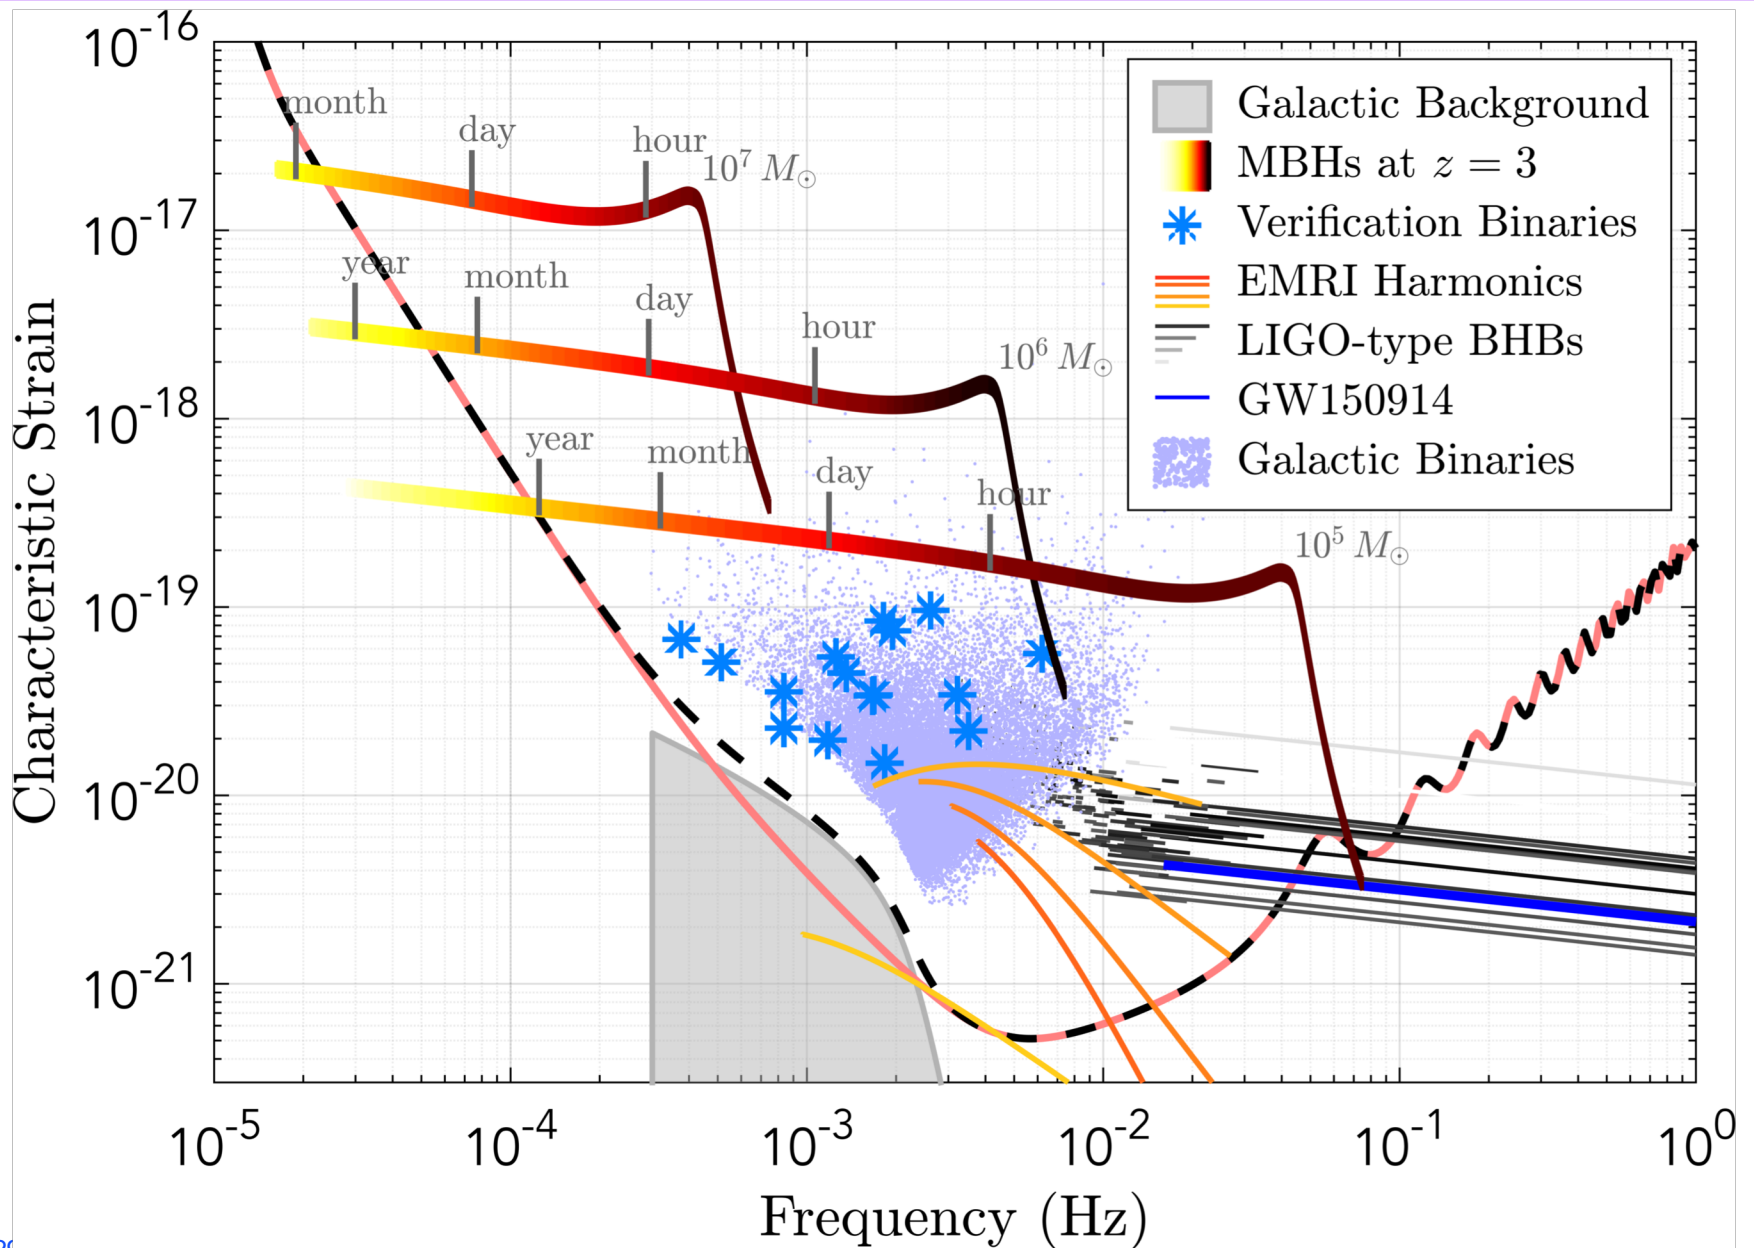 10^-16
10^-17
10^-18
10^-19
10^-20
10^-21
Characteristic Strain
month
day
hour
10^7 M_⊙
year
month
day
hour
10^6 M_⊙
year
month
day
hour
10^5 M_⊙
Galactic Background
MBHs at z = 3
Verification Binaries
EMRI Harmonics
LIGO-type BHBs
GW150914
Galactic Binaries
10^-5
10^-4
10^-3
10^-2
10^-1
10^0
Frequency (Hz)